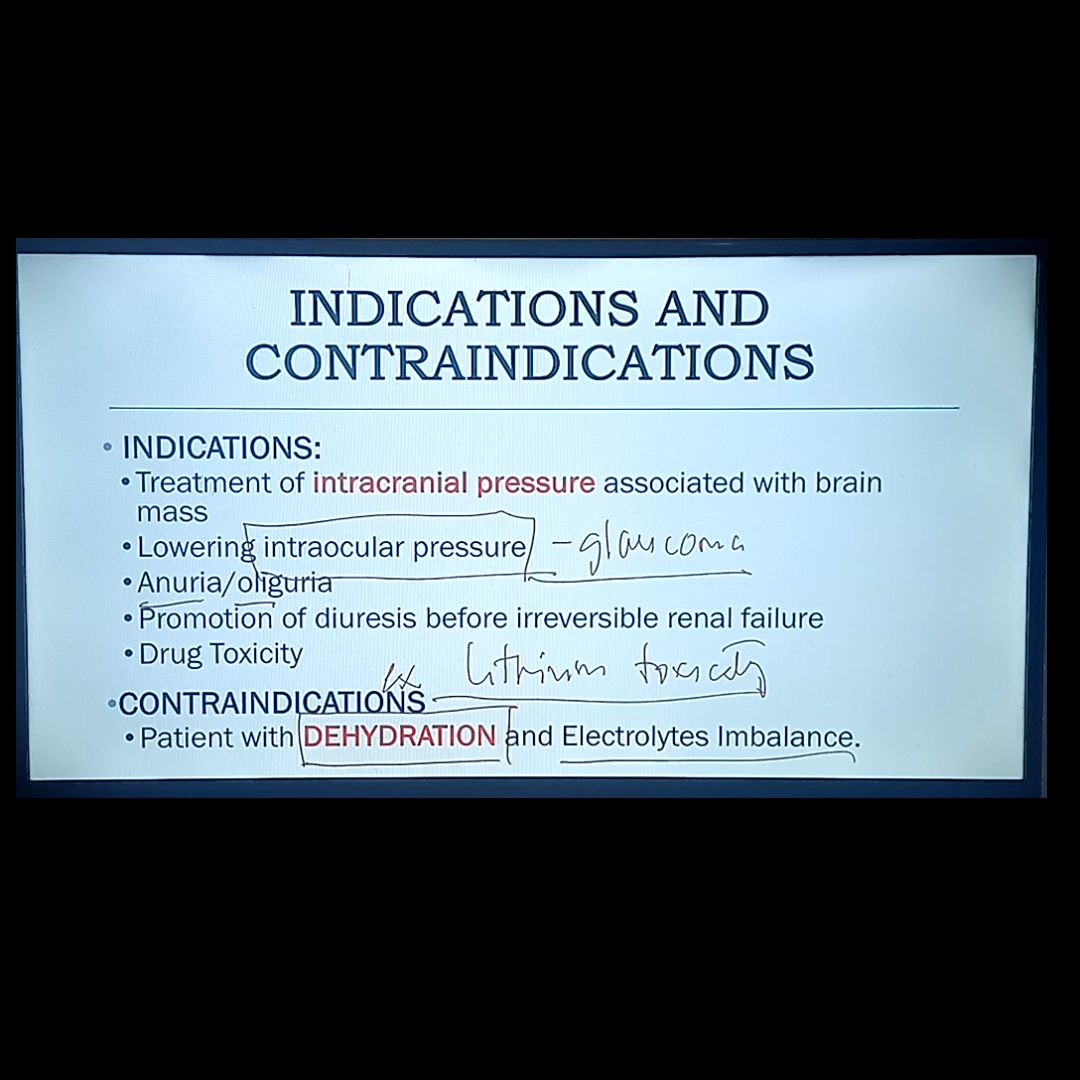 INDICATIONS AND
CONTRAINDICATIONS
• INDICATIONS:
• Treatment of intracranial pressure associated with brain
mass
• Lowering intraocular pressure - glaucoma
• Anuria/oliguria
• Promotion of diuresis before irreversible renal failure
• Drug Toxicity
ex Lithium toxicity
• CONTRAINDICATIONS
• Patient with DEHYDRATION and Electrolytes Imbalance.